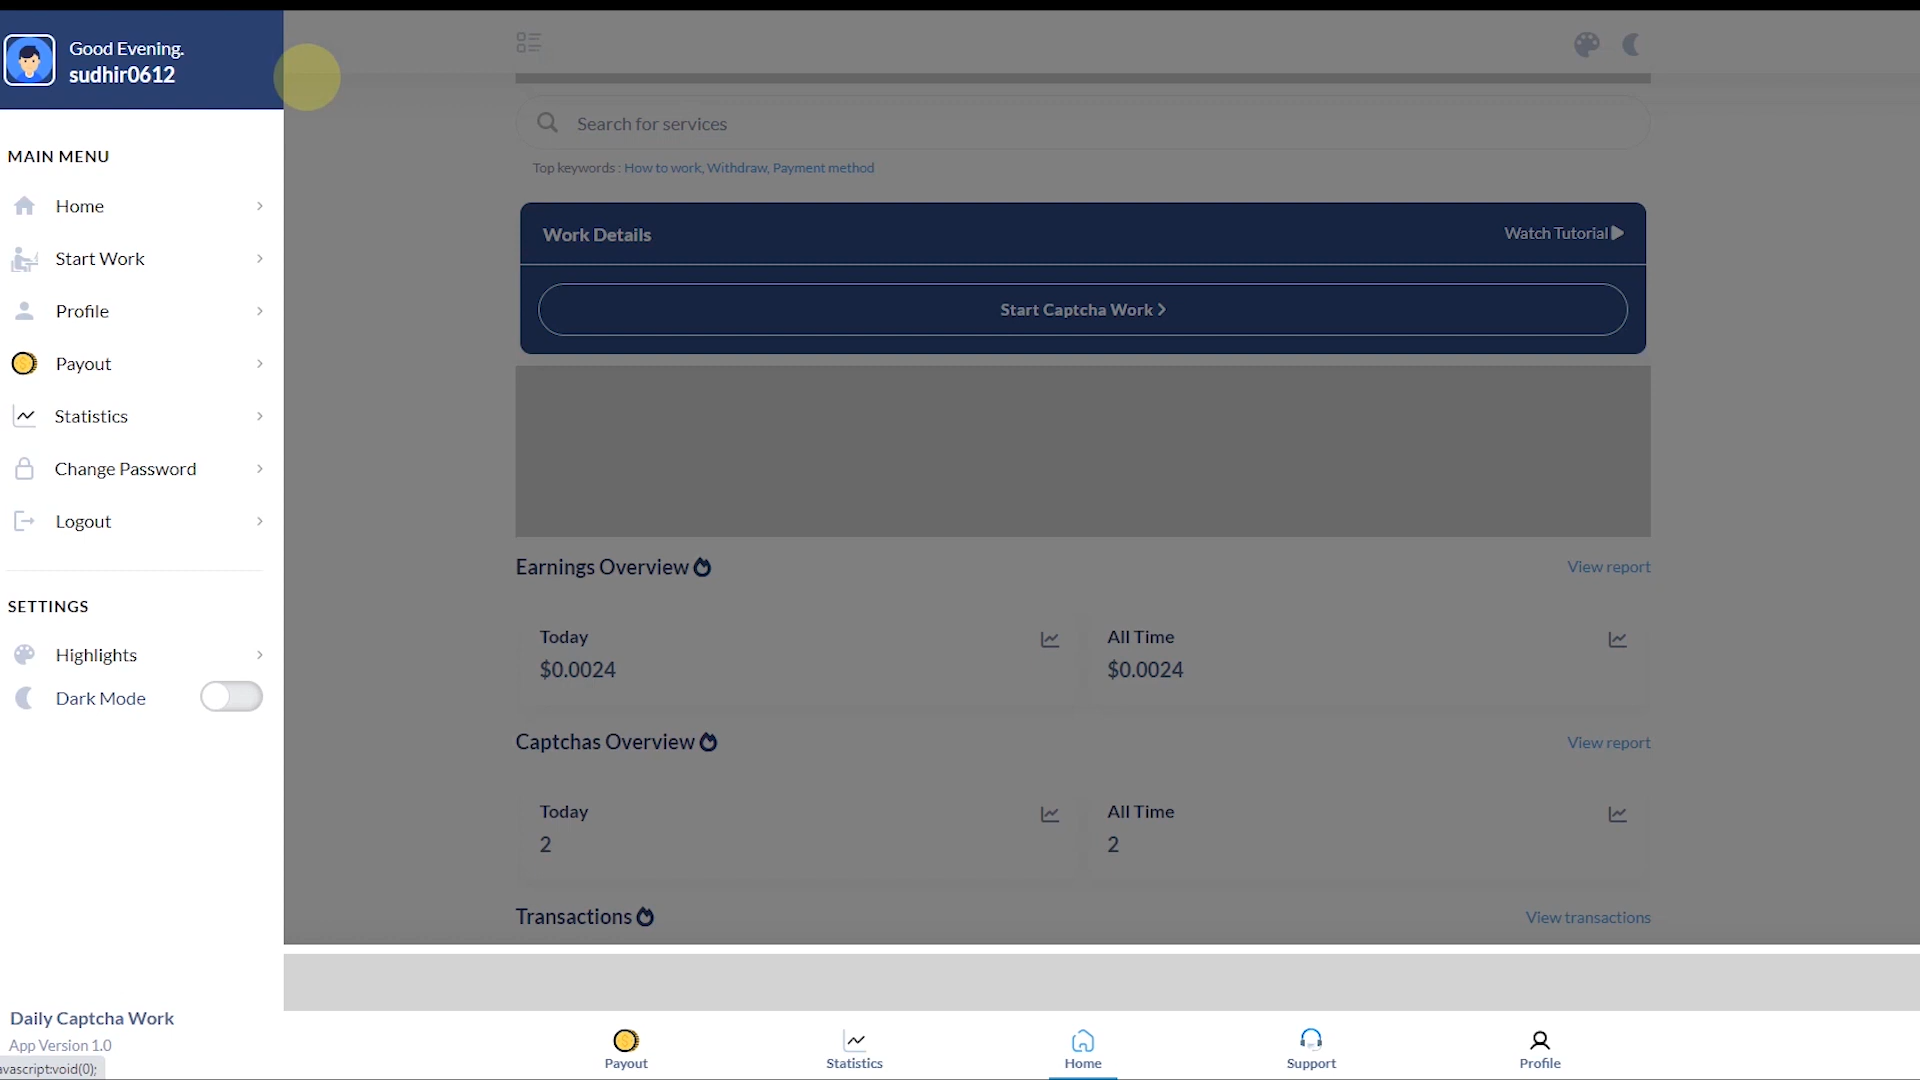 Good Evening.
sudhir0612
MAIN MENU
Home
Start Work
Profile
Payout
Statistics
Change Password
Logout
SETTINGS
Highlights
Dark Mode
Daily Captcha Work
App Version 1.0
avascript:void(0);
Search for services
Top keywords : How to work, Withdraw, Payment method
Work Details
Watch Tutorial
Start Captcha Work
Earnings Overview
View report
Today
$0.0024
All Time
$0.0024
Captchas Overview
View report
Today
2
All Time
2
Transactions
View transactions
Payout
Statistics
Home
Support
Profile